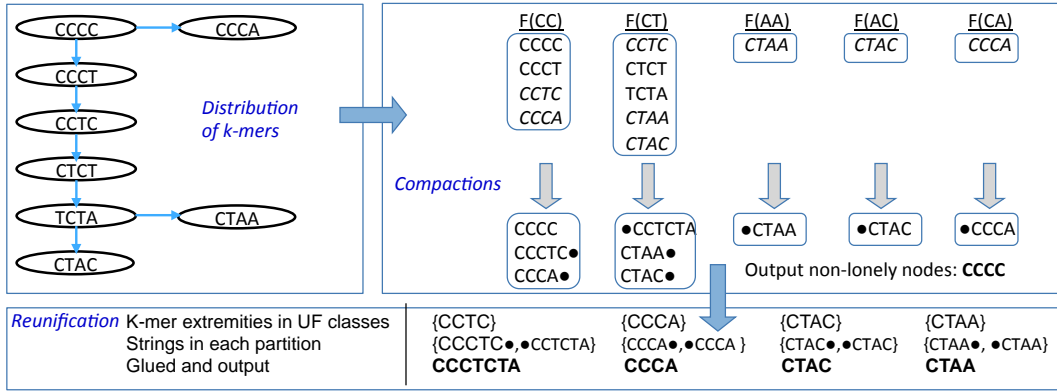 CCCC CCCA
CCCT
CCTC
CTCT
TCTA CTAA
CTAC
Distribution
of k-mers
F(CC) F(CT) F(AA) F(AC) F(CA)
CCCC CCTC CTAA CTAC CCCA
CCCT CTCT
CCTC TCTA
CCCA CTAA
CTAC
Compactions
CCCC ●CCTCTA ●CTAA ●CTAC ●CCCA
CCCTC● CTAA●
CCCA● CTAC●
Output non-lonely nodes: CCCC
Reunification K-mer extremities in UF classes {CCTC} {CCCA} {CTAC} {CTAA}
Strings in each partition {CCCTC●,●CCTCTA} {CCCA●,●CCCA } {CTAC●,●CTAC} {CTAA●, ●CTAA}
Glued and output CCCTCTA CCCA CTAC CTAA